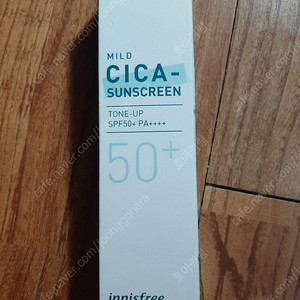 MILD
CICA-
SUNSCREEN
TONE-UP
SPF50+ PA++++
50+
innisfree